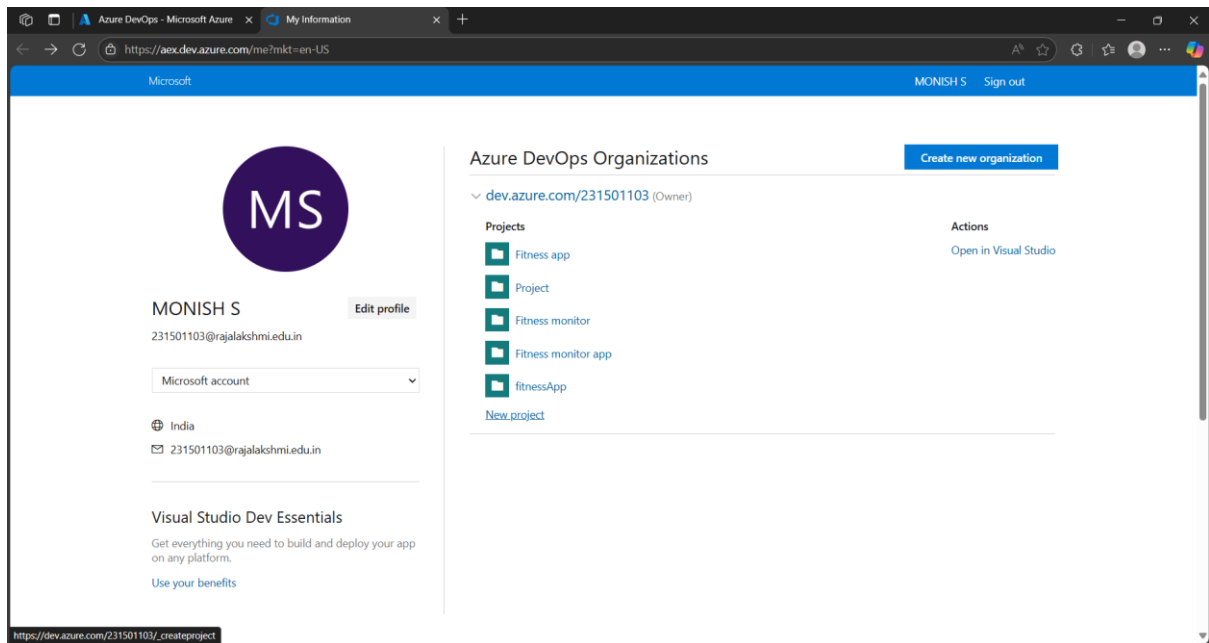 Azure DevOps - Microsoft Azure
My Information
https://aex.dev.azure.com/me?mkt=en-US
Microsoft
MONISH S
Sign out
MS
MONISH S
Edit profile
231501103@rajalakshmi.edu.in
Microsoft account
India
231501103@rajalakshmi.edu.in
Visual Studio Dev Essentials
Get everything you need to build and deploy your app
on any platform.
Use your benefits
Azure DevOps Organizations
Create new organization
dev.azure.com/231501103 (Owner)
Projects
Actions
Fitness app
Open in Visual Studio
Project
Fitness monitor
Fitness monitor app
fitnessApp
New project
https://dev.azure.com/231501103/_createproject